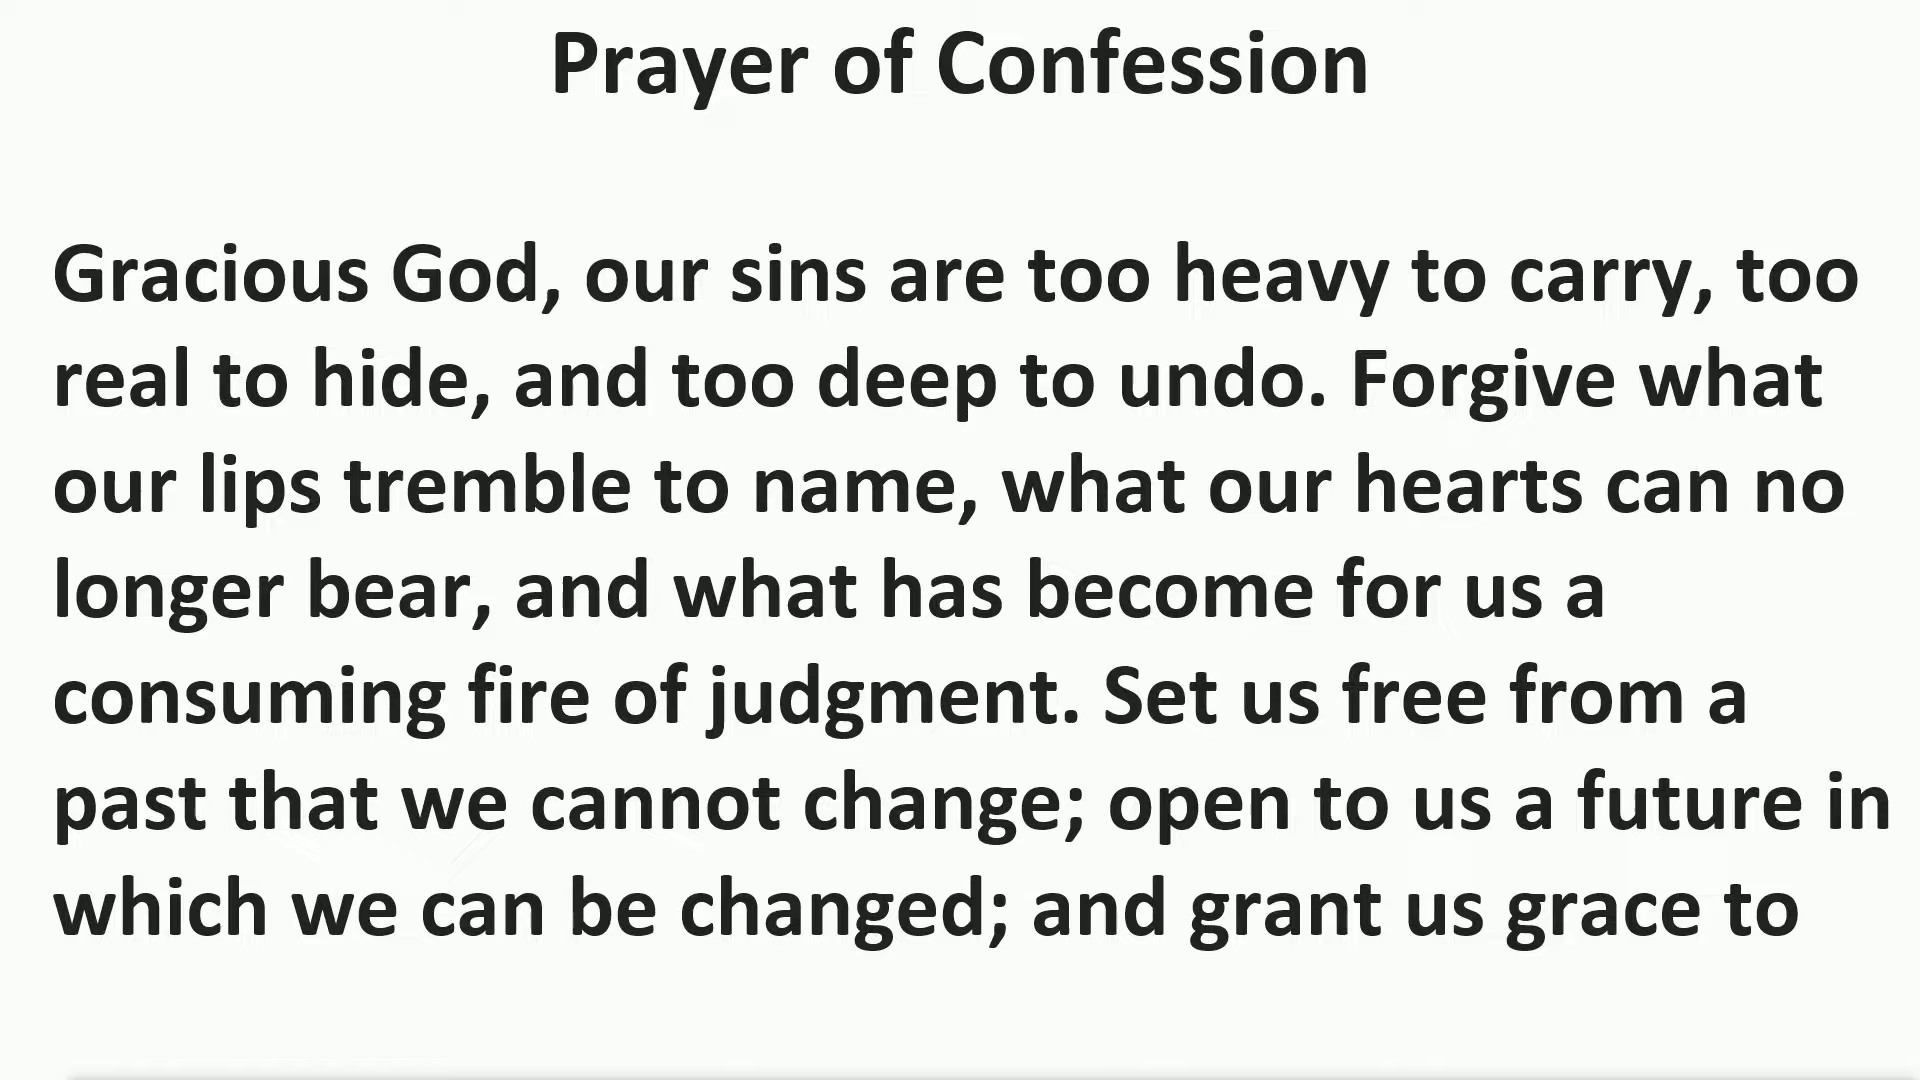 Prayer of Confession
Gracious God, our sins are too heavy to carry, too
real to hide, and too deep to undo. Forgive what
our lips tremble to name, what our hearts can no
longer bear, and what has become for us a
consuming fire of judgment. Set us free from a
past that we cannot change; open to us a future in
which we can be changed; and grant us grace to